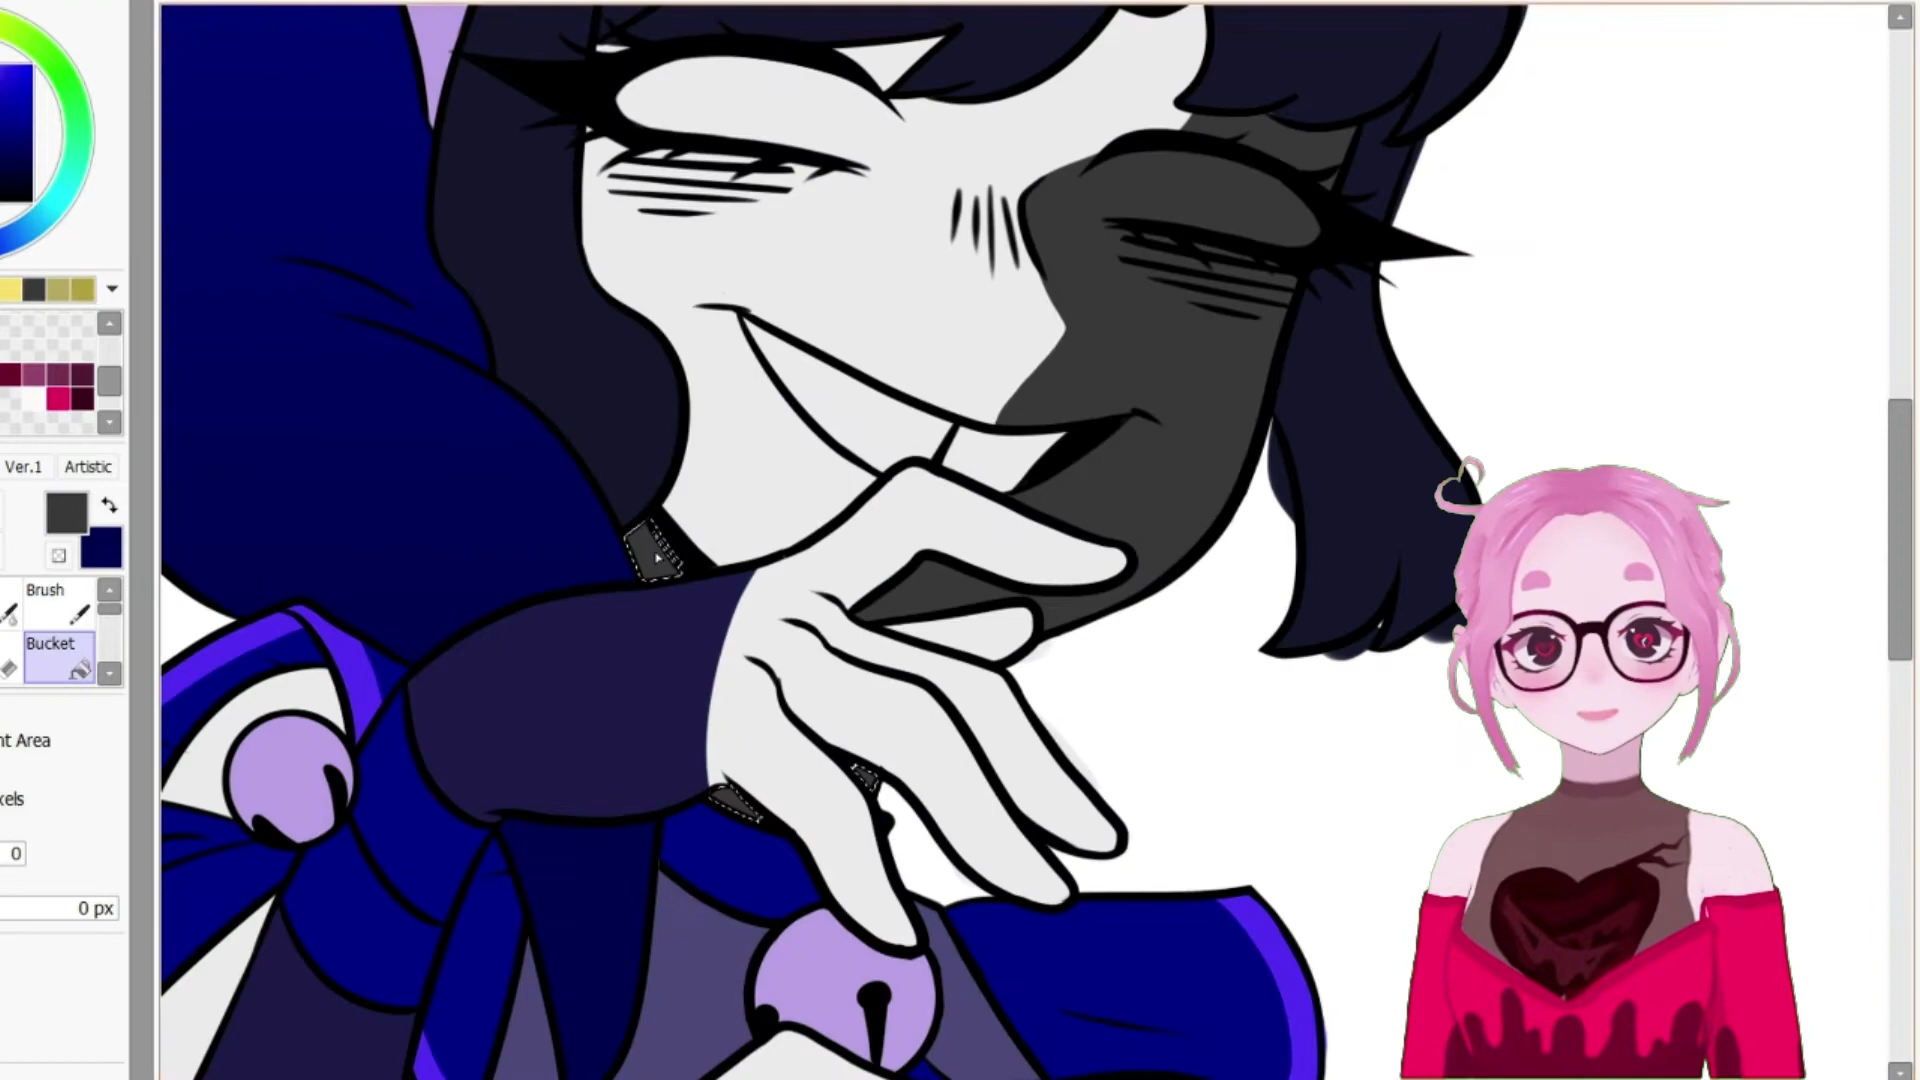 Ver.1 Artistic
Brush
Bucket
nt Area
xels
0
0 px